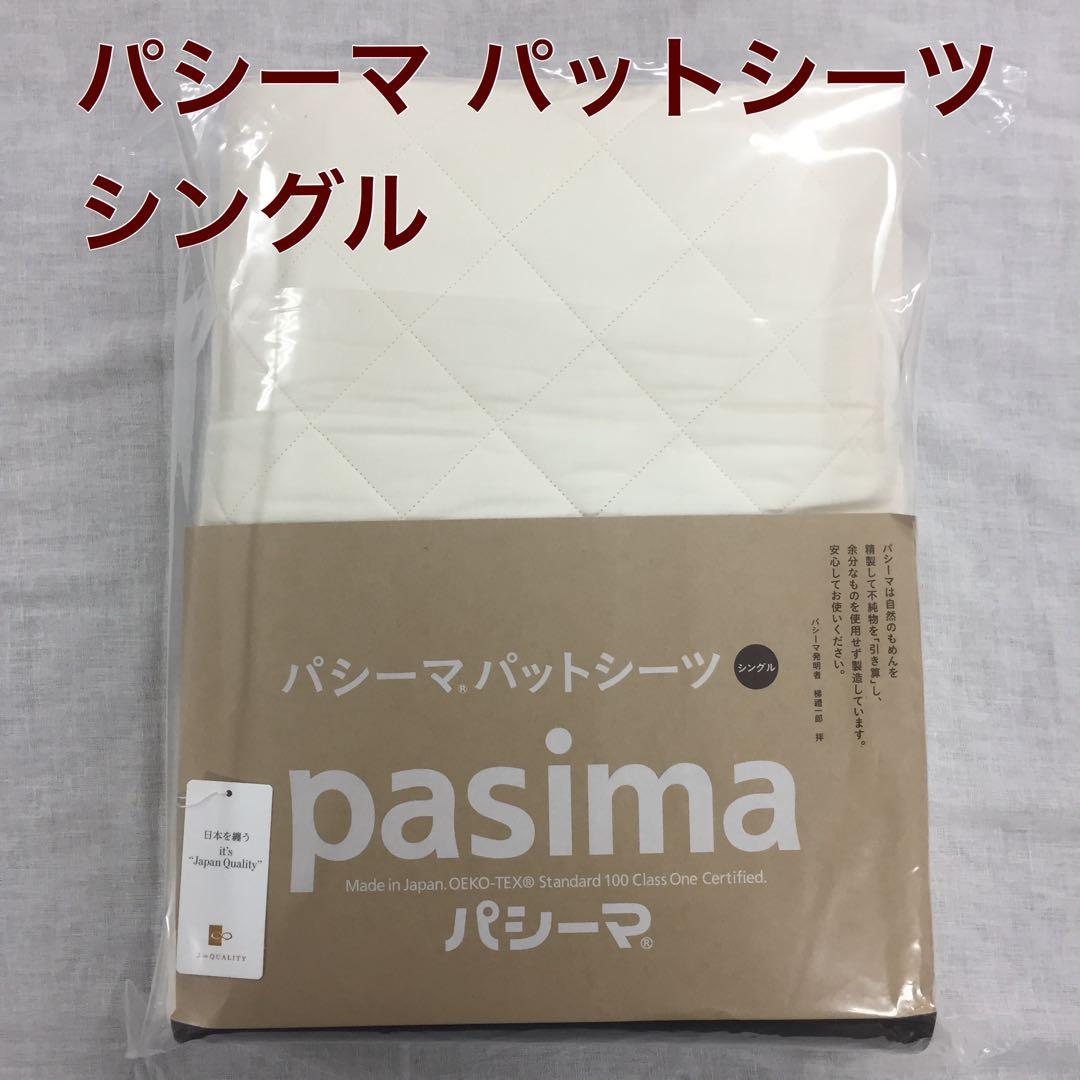 パシーマ パットシーツ
シングル
パシーマは自然のもめんを
精製して不純物を「引き算」し、
余分なものを使用せず製造しています。
安心してお使いください。
パシーマ発明者 梯禮一郎 拝
パシーマ®パットシーツ シングル
pasima
Made in Japan. OEKO-TEX® Standard 100 Class One Certified.
パシーマ®
日本を纏う
it's
"Japan Quality"
J∞QUALITY